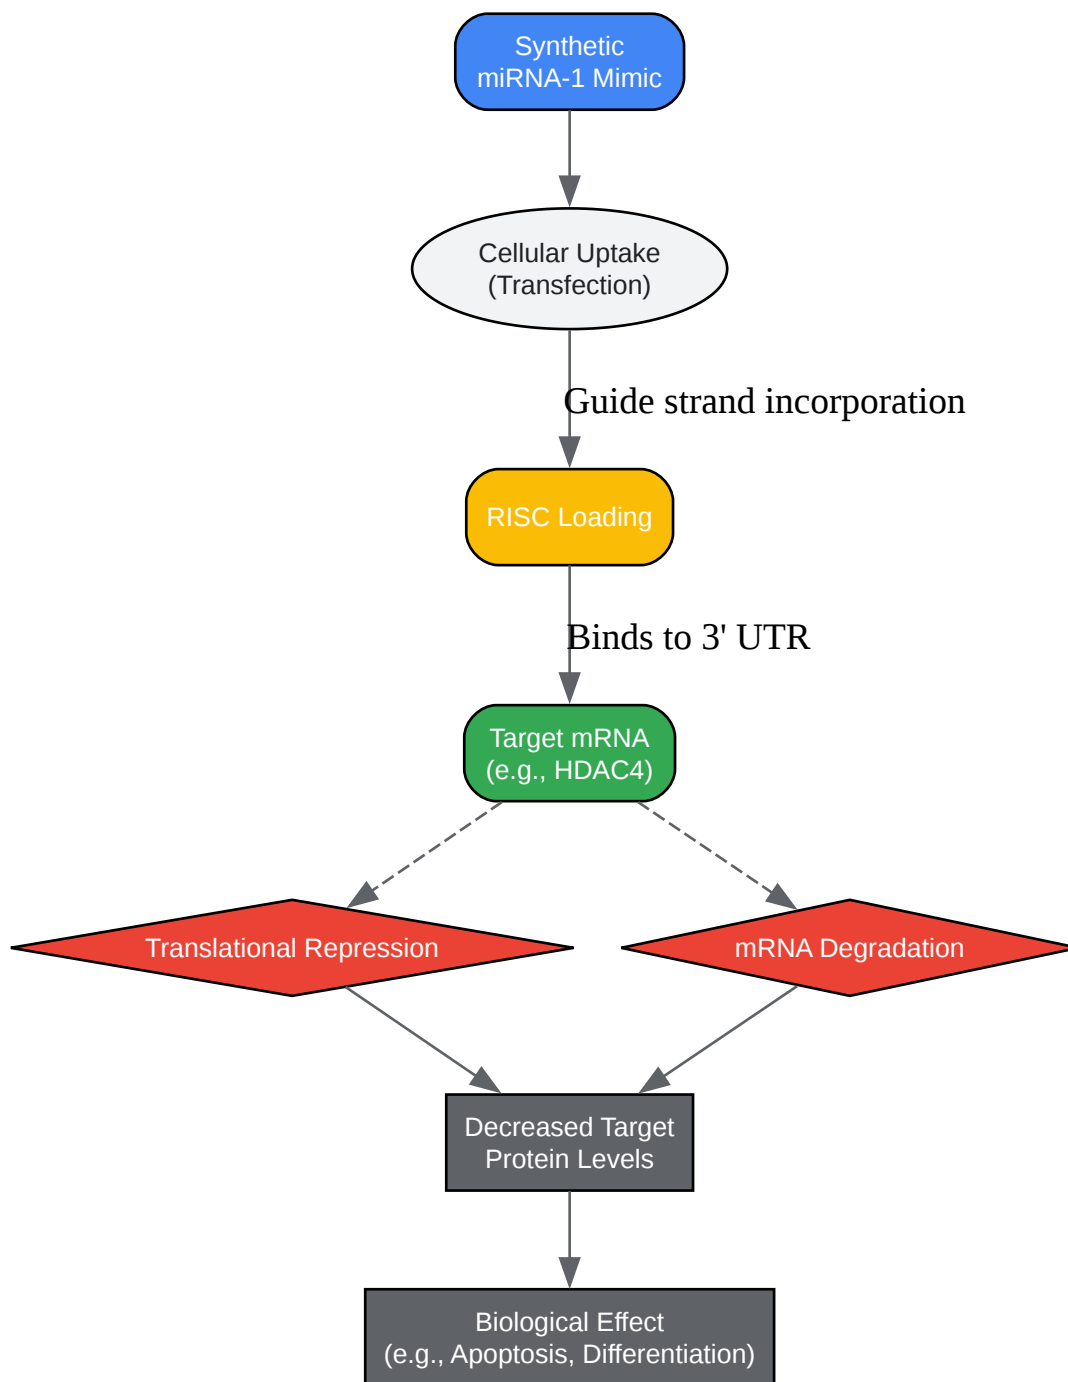 Synthetic
miRNA-1 Mimic
Cellular Uptake
(Transfection)
Guide strand incorporation
RISC Loading
Binds to 3' UTR
Target mRNA
(e.g., HDAC4)
Translational Repression
mRNA Degradation
Decreased Target
Protein Levels
Biological Effect
(e.g., Apoptosis, Differentiation)